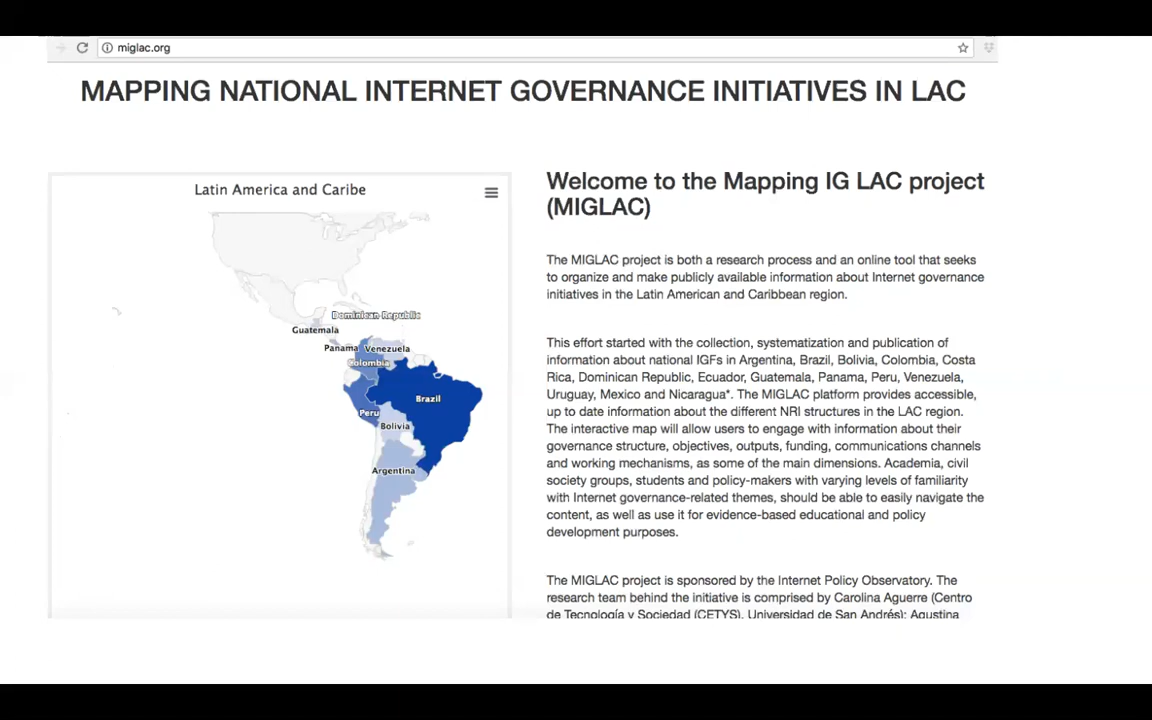 miglac.org
MAPPING NATIONAL INTERNET GOVERNANCE INITIATIVES IN LAC
Latin America and Caribe
Dominican Republic
Guatemala
Panama
Venezuela
Colombia
Brazil
Peru
Bolivia
Argentina
Welcome to the Mapping IG LAC project
(MIGLAC)
The MIGLAC project is both a research process and an online tool that seeks
to organize and make publicly available information about Internet governance
initiatives in the Latin American and Caribbean region.
This effort started with the collection, systematization and publication of
information about national IGFs in Argentina, Brazil, Bolivia, Colombia, Costa
Rica, Dominican Republic, Ecuador, Guatemala, Panama, Peru, Venezuela,
Uruguay, Mexico and Nicaragua*. The MIGLAC platform provides accessible,
up to date information about the different NRI structures in the LAC region.
The interactive map will allow users to engage with information about their
governance structure, objectives, outputs, funding, communications channels
and working mechanisms, as some of the main dimensions. Academia, civil
society groups, students and policy-makers with varying levels of familiarity
with Internet governance-related themes, should be able to easily navigate the
content, as well as use it for evidence-based educational and policy
development purposes.
The MIGLAC project is sponsored by the Internet Policy Observatory. The
research team behind the initiative is comprised by Carolina Aguerre (Centro
de Tecnología y Sociedad (CETYS), Universidad de San Andrés); Agustina